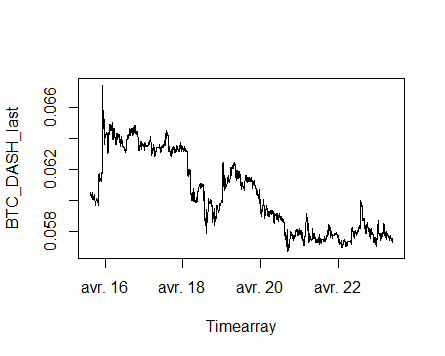 BTC_DASH_last
0.066
0.062
0.058
avr. 16 avr. 18 avr. 20 avr. 22
Timearray